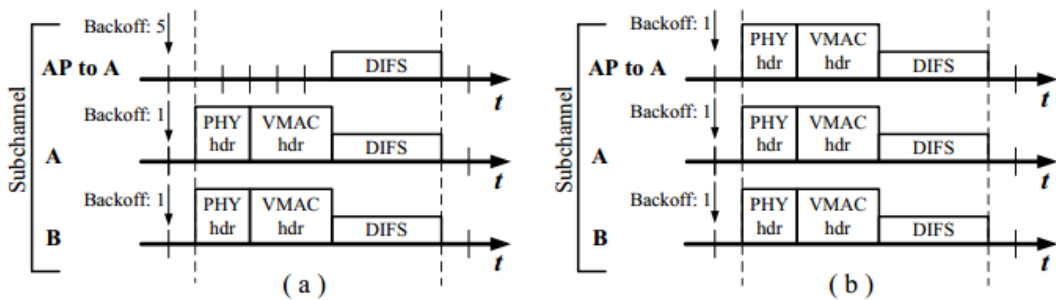 Subchannel
Backoff: 5
AP to A
DIFS
t
Backoff: 1
A
PHY
hdr
VMAC
hdr
DIFS
t
Backoff: 1
B
PHY
hdr
VMAC
hdr
DIFS
t
( a )
Subchannel
Backoff: 1
AP to A
PHY
hdr
VMAC
hdr
DIFS
t
Backoff: 1
A
PHY
hdr
VMAC
hdr
DIFS
t
Backoff: 1
B
PHY
hdr
VMAC
hdr
DIFS
t
( b )